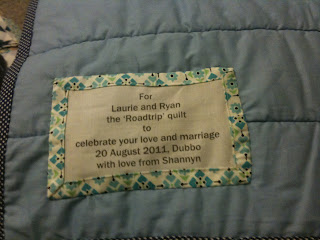 For
Laurie and Ryan
the 'Roadtrip' quilt
to
celebrate your love and marriage
20 August 2011, Dubbo
with love from Shannyn